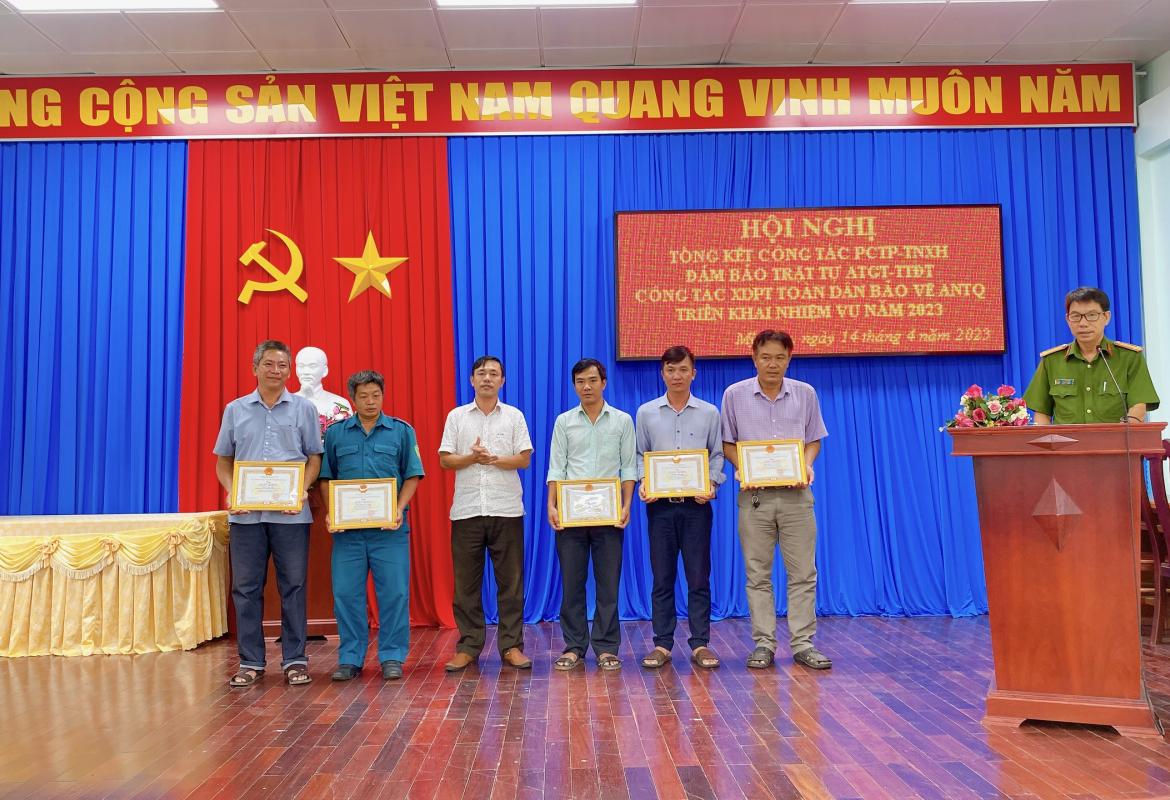 NG CỘNG SẢN VIỆT NAM QUANG VINH MUÔN NĂM
HỘI NGHỊ
TỔNG KẾT CÔNG TÁC PCTP-TNXH
ĐẢM BẢO TRẬT TỰ ATGT-TTĐT
CÔNG TÁC XDPT TOÀN DÂN BẢO VỆ ANTQ
TRIỂN KHAI NHIỆM VỤ NĂM 2023
ngày 14 tháng 4 năm 2023